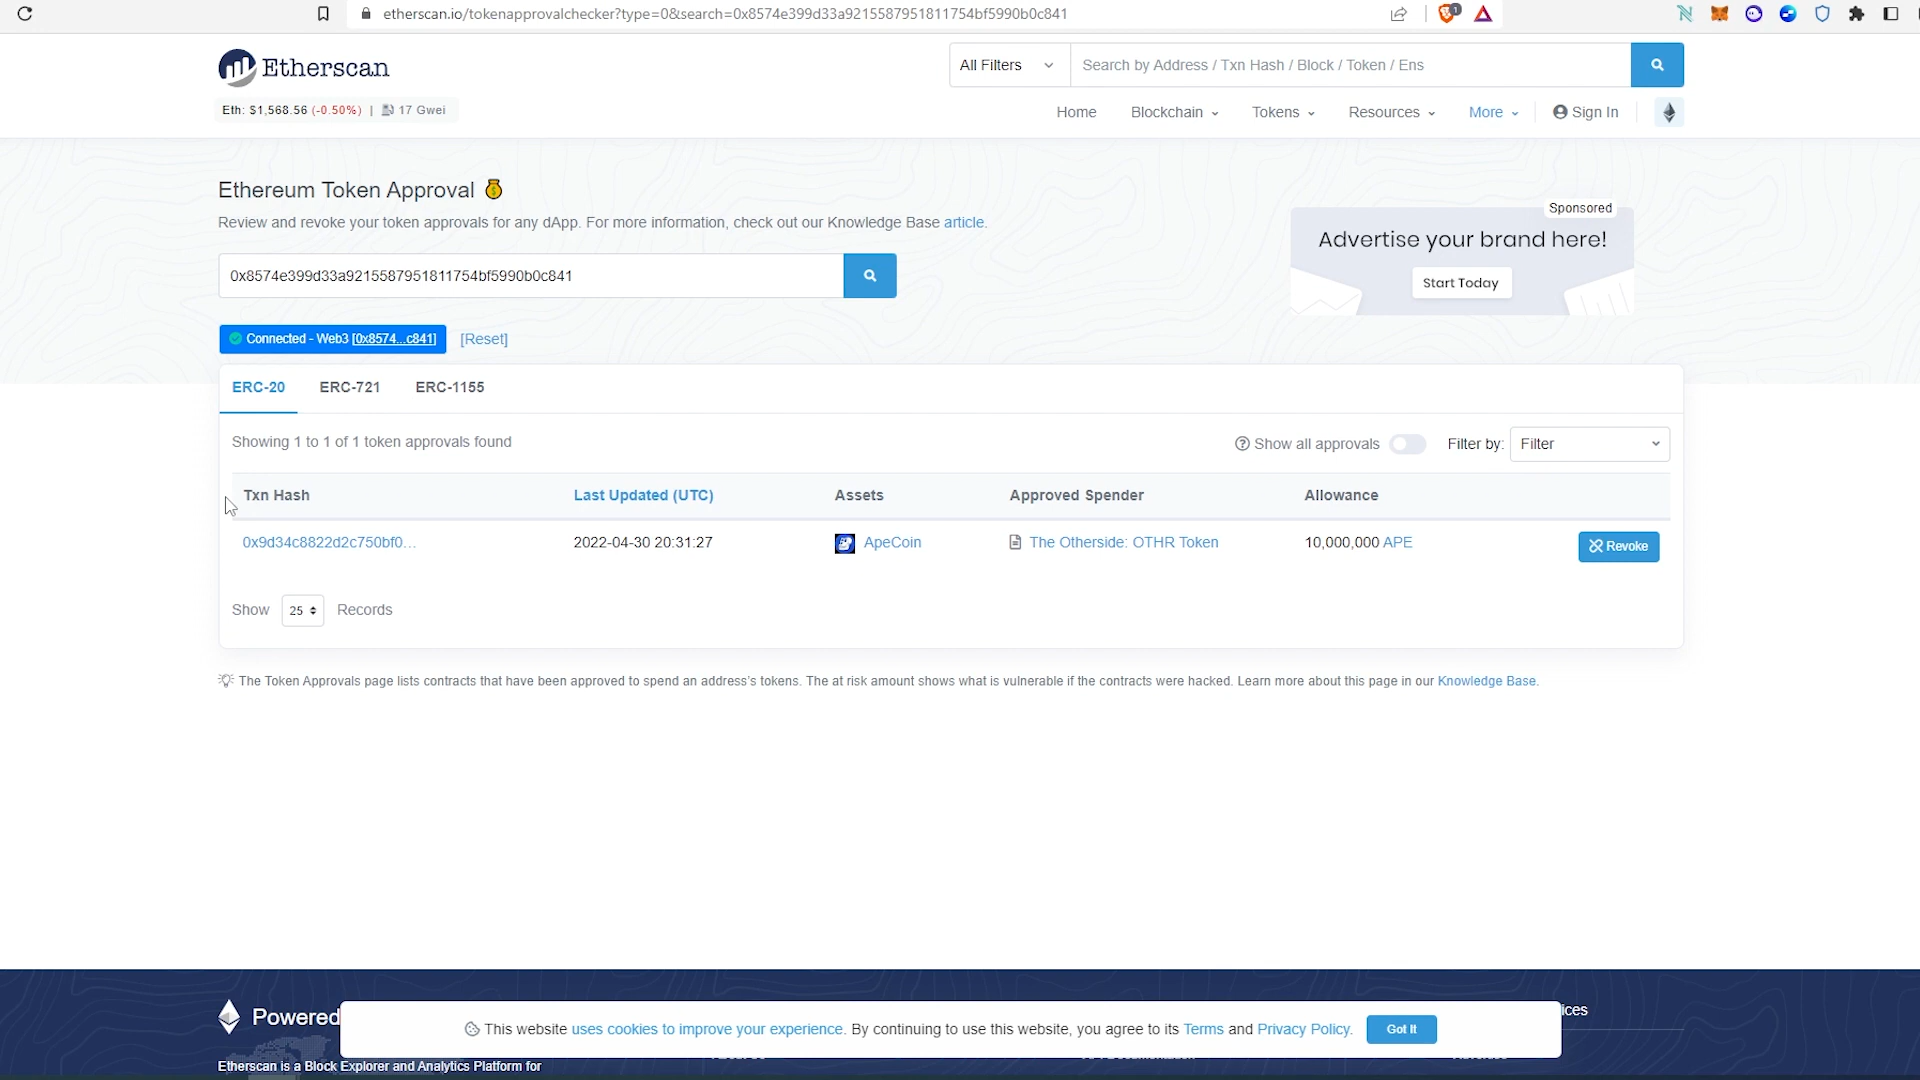 etherscan.io/tokenapprovalchecker?type=0&search=0x8574e399d33a9215587951811754bf5990b0c841
1
Etherscan
All Filters
Search by Address / Txn Hash / Block / Token / Ens
Eth: $1,568.56 (-0.50%) | 17 Gwei
Home Blockchain Tokens Resources More Sign In
Ethereum Token Approval
Review and revoke your token approvals for any dApp. For more information, check out our Knowledge Base article.
Sponsored
Advertise your brand here!
Start Today
0x8574e399d33a9215587951811754bf5990b0c841
Connected - Web3 [0x8574...c841] [Reset]
ERC-20 ERC-721 ERC-1155
Showing 1 to 1 of 1 token approvals found
Show all approvals Filter by: Filter
Txn Hash Last Updated (UTC) Assets Approved Spender Allowance
0x9d34c8822d2c750bf0... 2022-04-30 20:31:27 ApeCoin The Otherside: OTHR Token 10,000,000 APE Revoke
Show 25 Records
The Token Approvals page lists contracts that have been approved to spend an address's tokens. The at risk amount shows what is vulnerable if the contracts were hacked. Learn more about this page in our Knowledge Base.
Powered
ices
This website uses cookies to improve your experience. By continuing to use this website, you agree to its Terms and Privacy Policy. Got It
Etherscan is a Block Explorer and Analytics Platform for